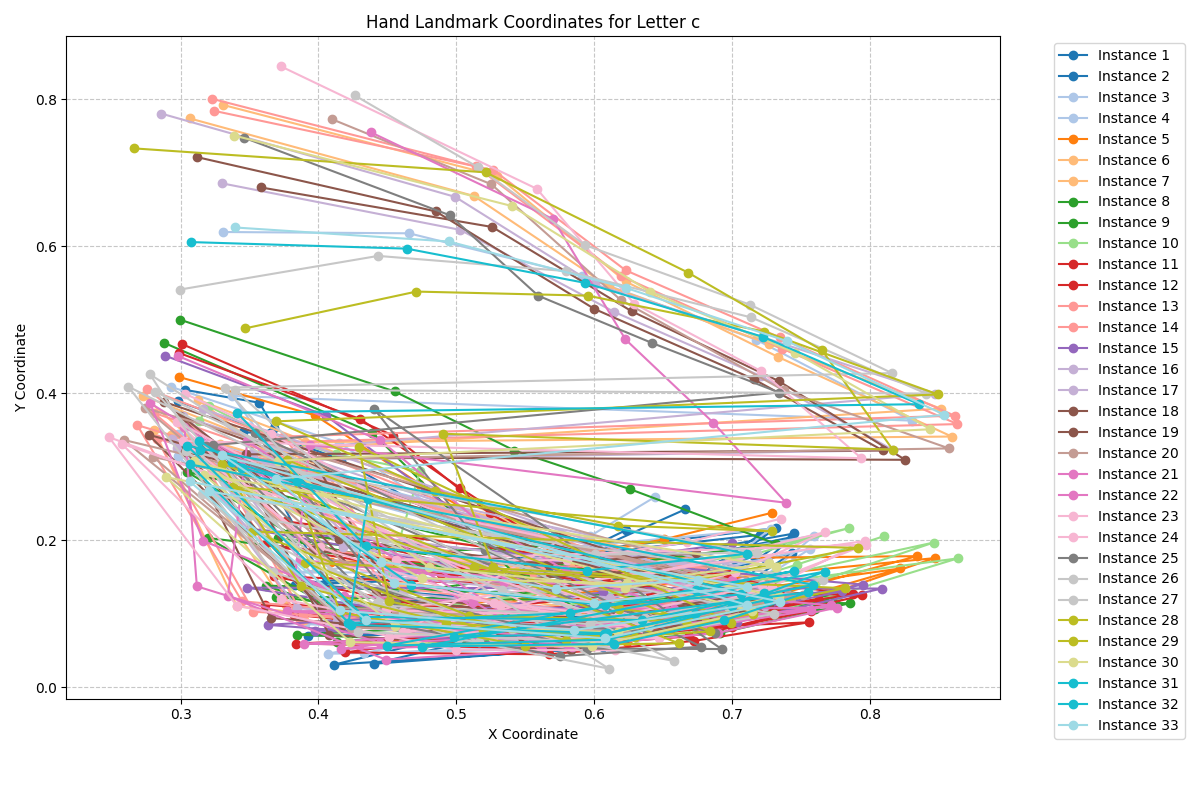 Hand Landmark Coordinates for Letter c
Y Coordinate
0.8
0.6
0.4
0.2
0.0
0.3 0.4 0.5 0.6 0.7 0.8
X Coordinate
Instance 1
Instance 2
Instance 3
Instance 4
Instance 5
Instance 6
Instance 7
Instance 8
Instance 9
Instance 10
Instance 11
Instance 12
Instance 13
Instance 14
Instance 15
Instance 16
Instance 17
Instance 18
Instance 19
Instance 20
Instance 21
Instance 22
Instance 23
Instance 24
Instance 25
Instance 26
Instance 27
Instance 28
Instance 29
Instance 30
Instance 31
Instance 32
Instance 33